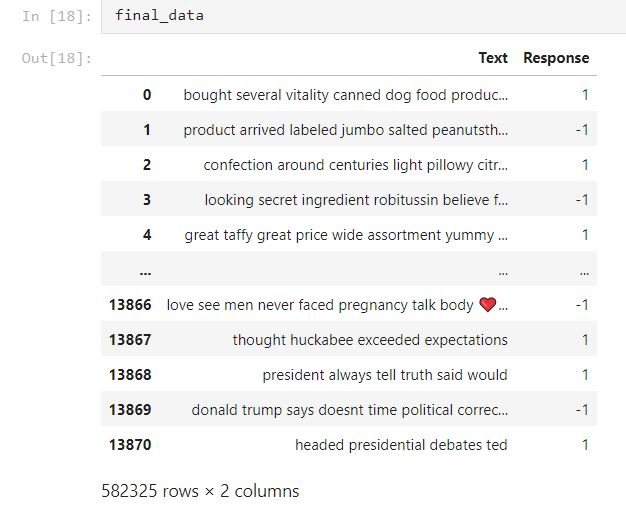 In [18]: final_data
Out[18]:
Text Response
0 bought several vitality canned dog food produc... 1
1 product arrived labeled jumbo salted peanutsth... -1
2 confection around centuries light pillowy citr... 1
3 looking secret ingredient robitussin believe f... -1
4 great taffy great price wide assortment yummy ... 1
... ... ...
13866 love see men never faced pregnancy talk body ❤️... -1
13867 thought huckabee exceeded expectations 1
13868 president always tell truth said would 1
13869 donald trump says doesnt time political correc... -1
13870 headed presidential debates ted 1
582325 rows × 2 columns